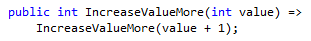 public int IncreaseValueMore(int value) =>
    IncreaseValueMore(value + 1);